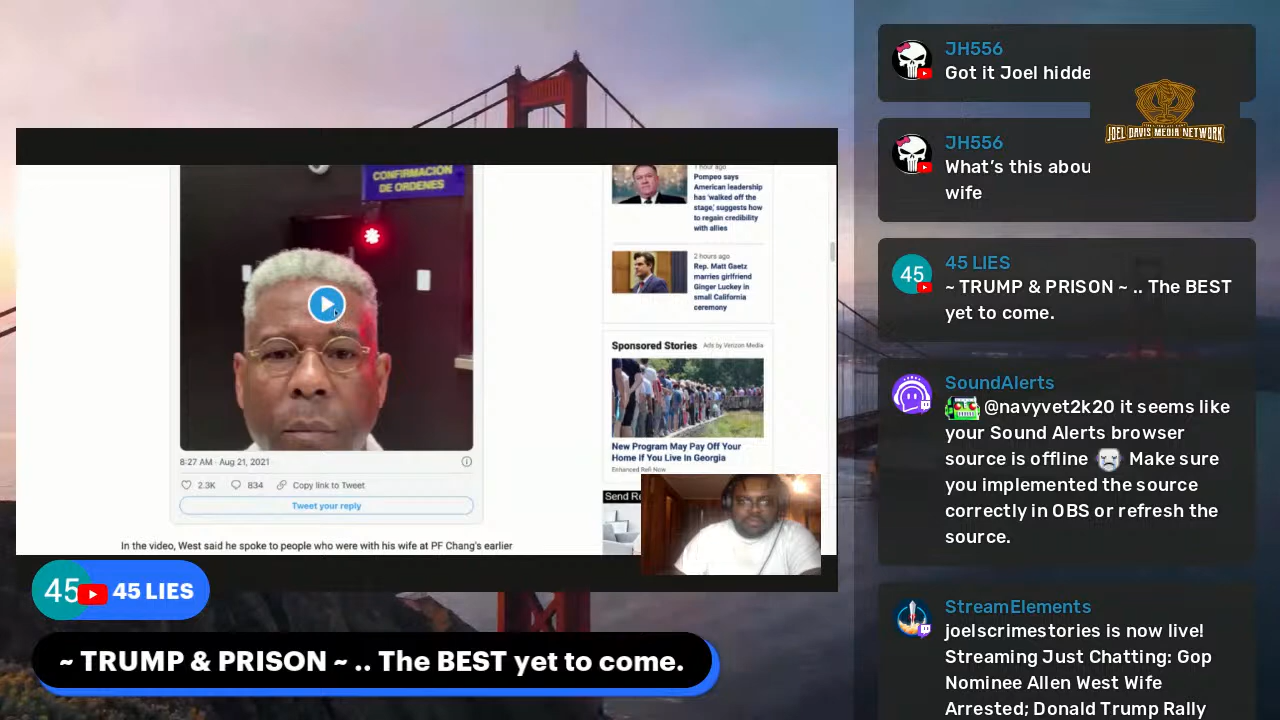 CONFIRMACIÓN
DE ORDENES
8:27 AM · Aug 21, 2021
2.3K 834 Copy link to Tweet
Tweet your reply
In the video, West said he spoke to people who were with his wife at PF Chang's earlier
1 hour ago
Pompeo says
American leadership
has 'walked off the
stage,' suggests how
to regain credibility
with allies
2 hours ago
Rep. Matt Gaetz
marries girlfriend
Ginger Luckey in
small California
ceremony
Sponsored Stories Ads by Verizon Media
New Program May Pay Off Your
Home if You Live In Georgia
Enhanced Refi Now
Send Re
45 45 LIES
~ TRUMP & PRISON ~ .. The BEST yet to come.
JH556
Got it Joel hidde
JOEL DAVIS MEDIA NETWORK
JH556
What's this abou
wife
45 45 LIES
~ TRUMP & PRISON ~ .. The BEST
yet to come.
SoundAlerts
@navyvet2k20 it seems like
your Sound Alerts browser
source is offline Make sure
you implemented the source
correctly in OBS or refresh the
source.
StreamElements
joelscrimestories is now live!
Streaming Just Chatting: Gop
Nominee Allen West Wife
Arrested; Donald Trump Rally